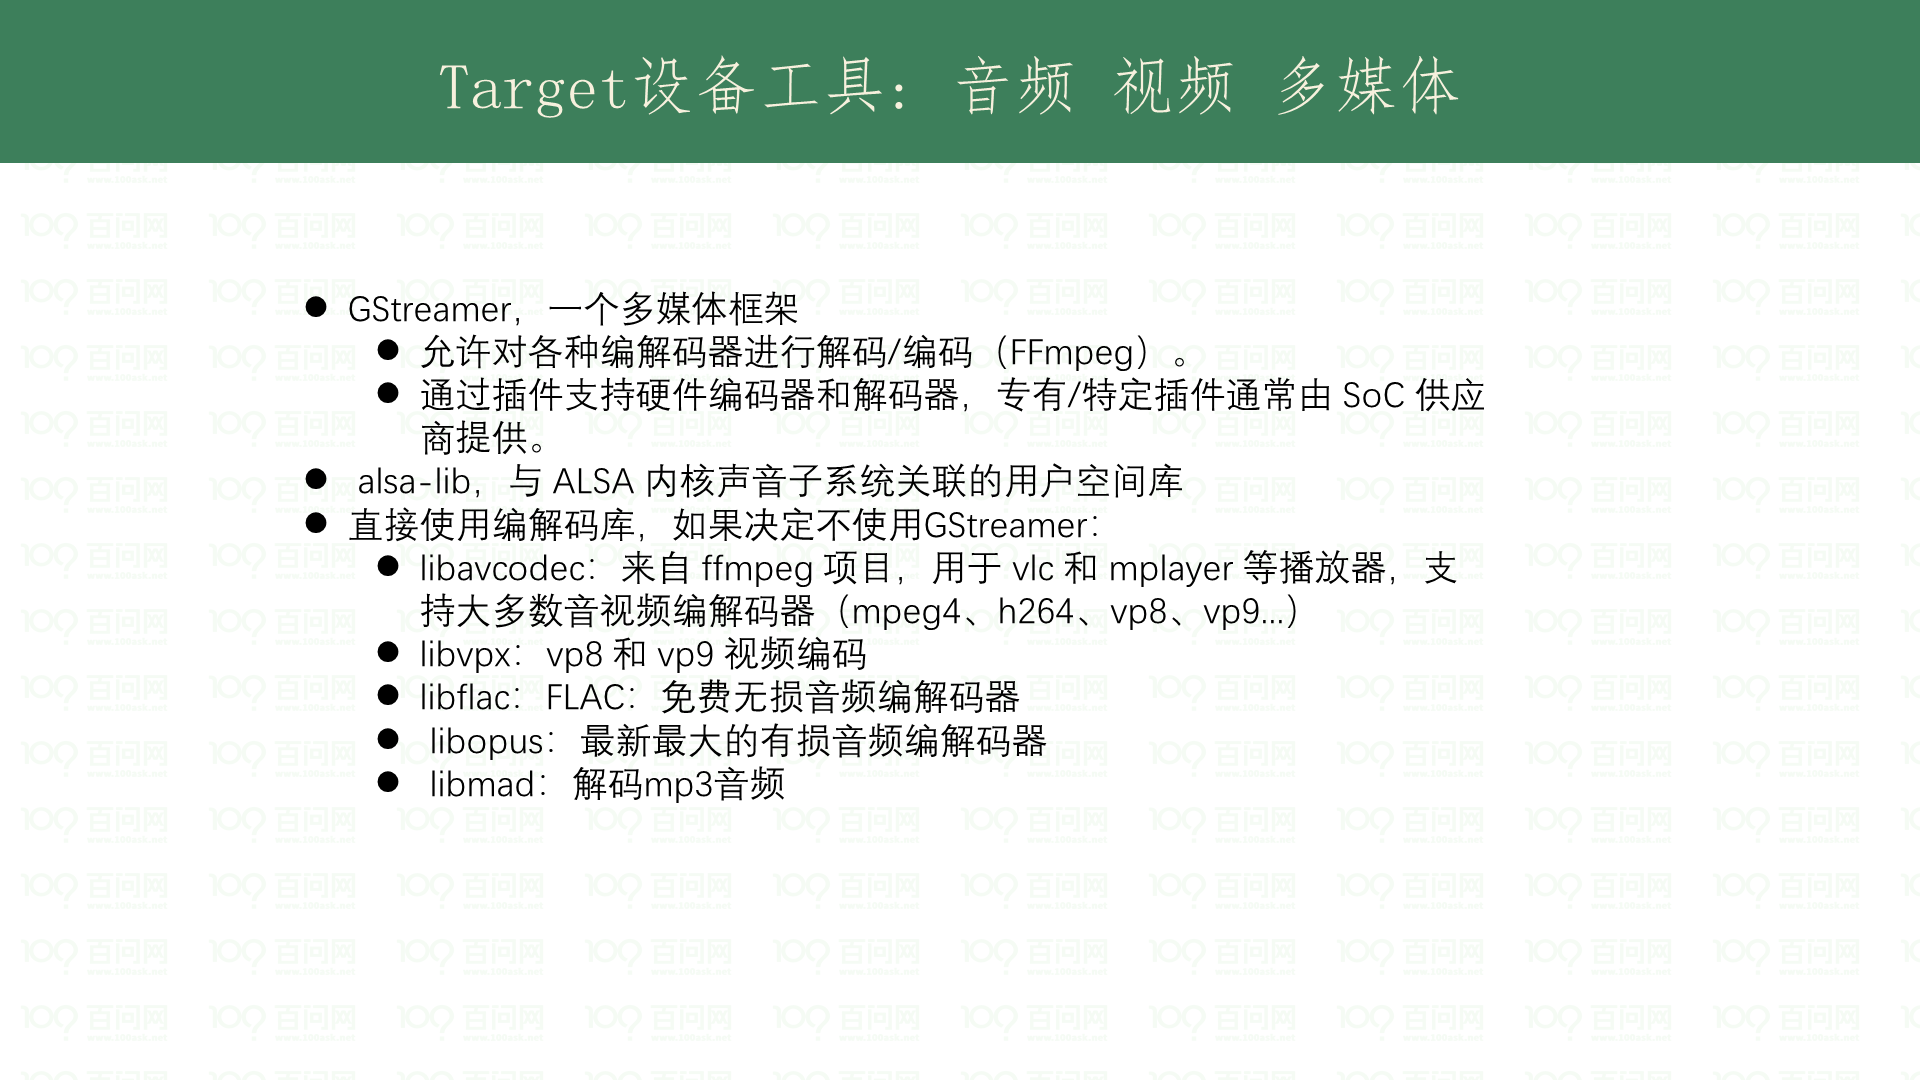 Target设备工具：音频 视频 多媒体
GStreamer，一个多媒体框架
允许对各种编解码器进行解码/编码（FFmpeg）。
通过插件支持硬件编码器和解码器，专有/特定插件通常由 SoC 供应
商提供。
alsa-lib，与 ALSA 内核声音子系统关联的用户空间库
直接使用编解码库，如果决定不使用GStreamer：
libavcodec：来自 ffmpeg 项目，用于 vlc 和 mplayer 等播放器，支
持大多数音视频编解码器（mpeg4、h264、vp8、vp9...）
libvpx：vp8 和 vp9 视频编码
libflac：FLAC：免费无损音频编解码器
libopus：最新最大的有损音频编解码器
libmad：解码mp3音频
百问网
www.100ask.net